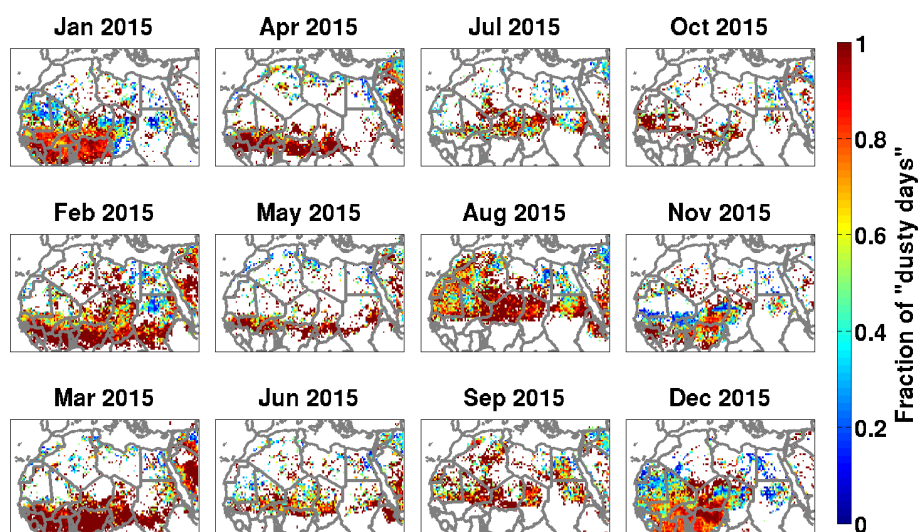 Jan 2015
Apr 2015
Jul 2015
Oct 2015
Feb 2015
May 2015
Aug 2015
Nov 2015
Mar 2015
Jun 2015
Sep 2015
Dec 2015
1
0.8
0.6
0.4
0.2
0
Fraction of "dusty days"